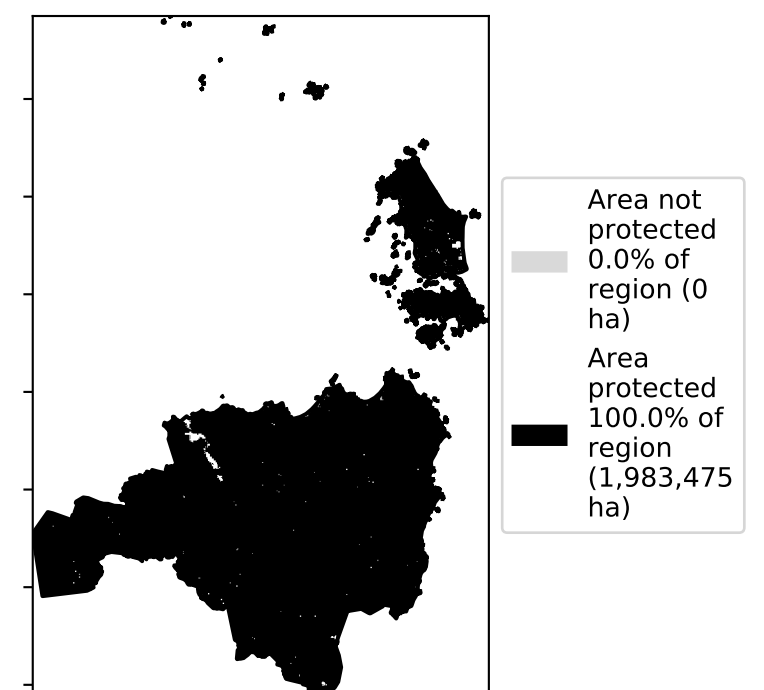 Area not
protected
0.0% of
region (0
ha)
Area
protected
100.0% of
region
(1,983,475
ha)